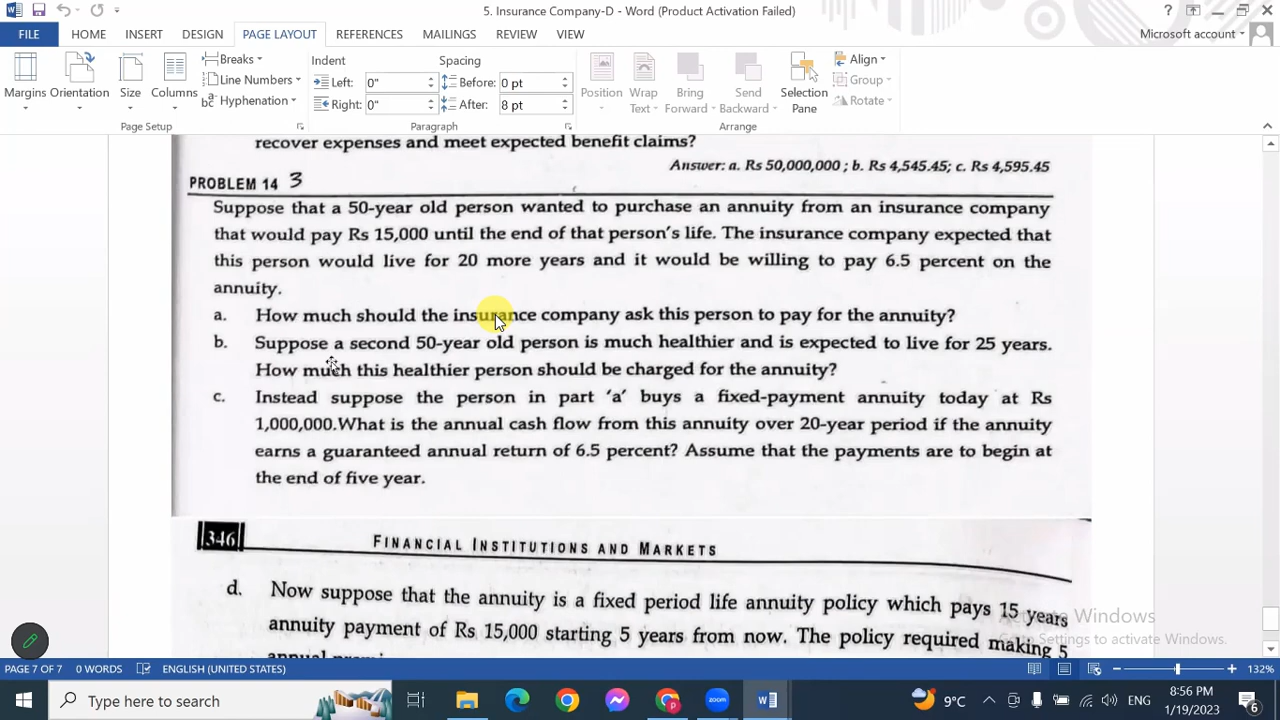 5. Insurance Company-D - Word (Product Activation Failed)
FILE HOME INSERT DESIGN PAGE LAYOUT REFERENCES MAILINGS REVIEW VIEW Microsoft account
Margins Orientation Size Columns Breaks Line Numbers Hyphenation
Indent Spacing
Left: 0" Before: 0 pt
Right: 0" After: 8 pt
Position Wrap Text Bring Forward Send Backward Selection Pane Align Group Rotate
Page Setup Paragraph Arrange
recover expenses and meet expected benefit claims?
Answer: a. Rs 50,000,000 ; b. Rs 4,545.45; c. Rs 4,595.45
PROBLEM 14 3
Suppose that a 50-year old person wanted to purchase an annuity from an insurance company
that would pay Rs 15,000 until the end of that person's life. The insurance company expected that
this person would live for 20 more years and it would be willing to pay 6.5 percent on the
annuity.
a. How much should the insurance company ask this person to pay for the annuity?
b. Suppose a second 50-year old person is much healthier and is expected to live for 25 years.
How much this healthier person should be charged for the annuity?
c. Instead suppose the person in part 'a' buys a fixed-payment annuity today at Rs
1,000,000.What is the annual cash flow from this annuity over 20-year period if the annuity
earns a guaranteed annual return of 6.5 percent? Assume that the payments are to begin at
the end of five year.
346 FINANCIAL INSTITUTIONS AND MARKETS
d. Now suppose that the annuity is a fixed period life annuity policy which pays 15 years
annuity payment of Rs 15,000 starting 5 years from now. The policy required making 5
Activate Windows
Go to Settings to activate Windows.
PAGE 7 OF 7 0 WORDS ENGLISH (UNITED STATES) 132%
Type here to search zoom 9°C ENG 8:56 PM
1/19/2023 6